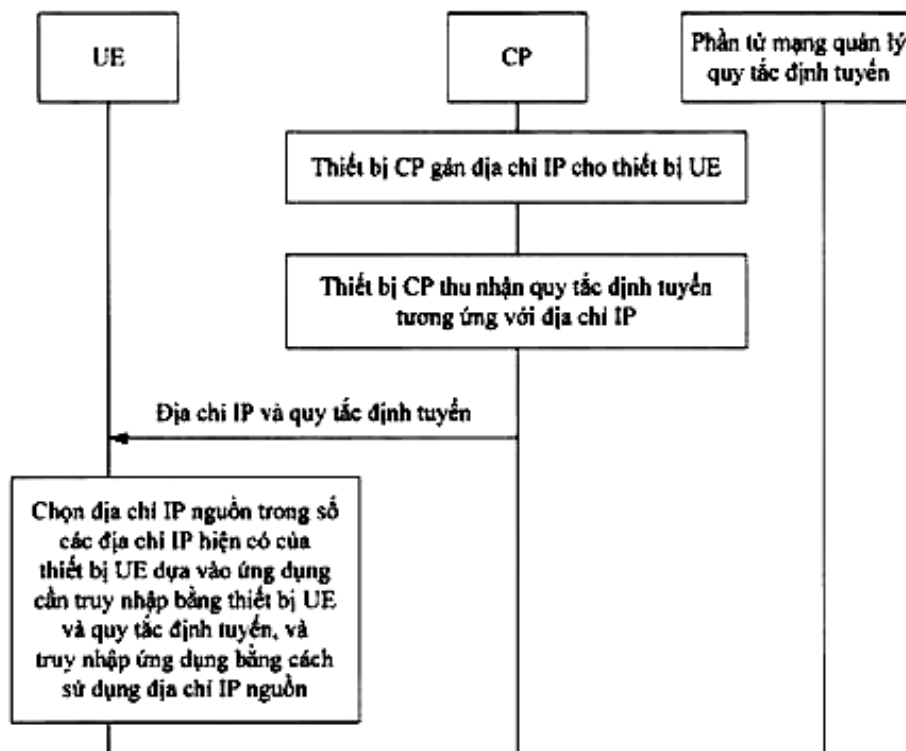 UE
CP
Phần tử mạng quản lý
quy tắc định tuyến
Thiết bị CP gán địa chỉ IP cho thiết bị UE
Thiết bị CP thu nhận quy tắc định tuyến
tương ứng với địa chỉ IP
Địa chỉ IP và quy tắc định tuyến
Chọn địa chỉ IP nguồn trong số
các địa chỉ IP hiện có của
thiết bị UE dựa vào ứng dụng
cần truy nhập bằng thiết bị UE
và quy tắc định tuyến, và
truy nhập ứng dụng bằng cách
sử dụng địa chỉ IP nguồn